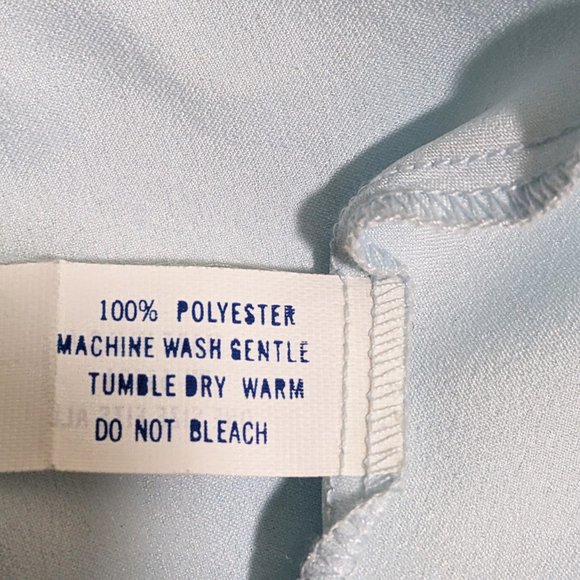 100% POLYESTER
MACHINE WASH GENTLE
TUMBLE DRY WARM
DO NOT BLEACH